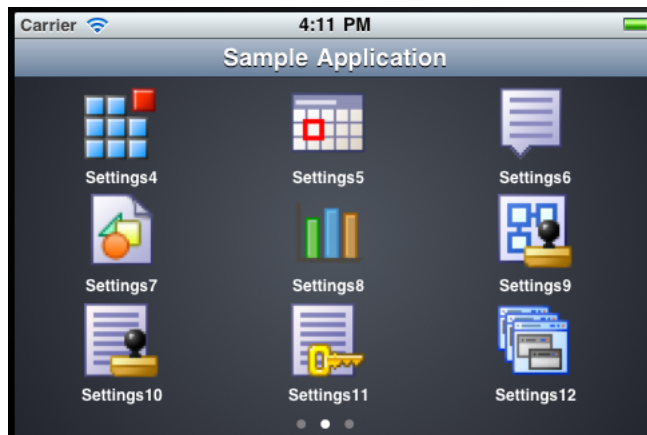 Carrier 4:11 PM
Sample Application
Settings4 Settings5 Settings6
Settings7 Settings8 Settings9
Settings10 Settings11 Settings12